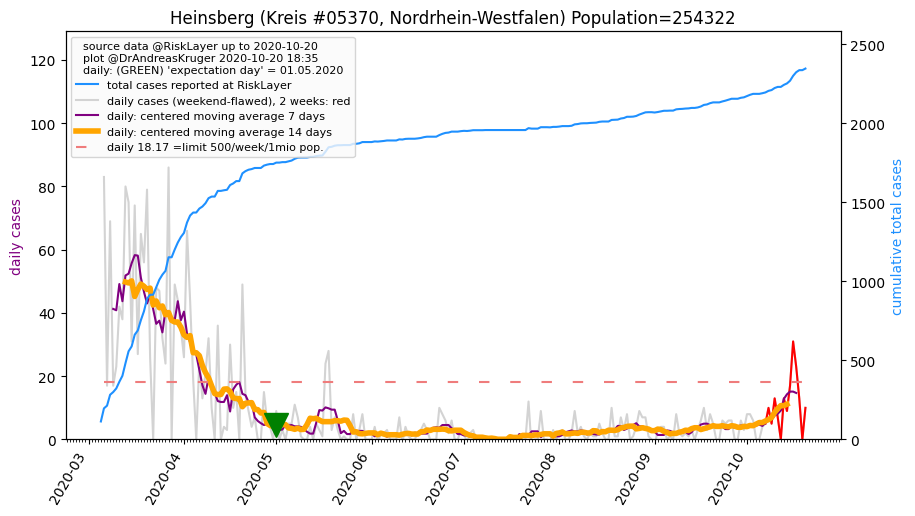 Heinsberg (Kreis #05370, Nordrhein-Westfalen) Population=254322
source data @RiskLayer up to 2020-10-20
plot @DrAndreasKruger 2020-10-20 18:35
daily: (GREEN) 'expectation day' = 01.05.2020
total cases reported at RiskLayer
daily cases (weekend-flawed), 2 weeks: red
daily: centered moving average 7 days
daily: centered moving average 14 days
daily 18.17 =limit 500/week/1mio pop.
daily cases
0
20
40
60
80
100
120
cumulative total cases
0
500
1000
1500
2000
2500
2020-03
2020-04
2020-05
2020-06
2020-07
2020-08
2020-09
2020-10